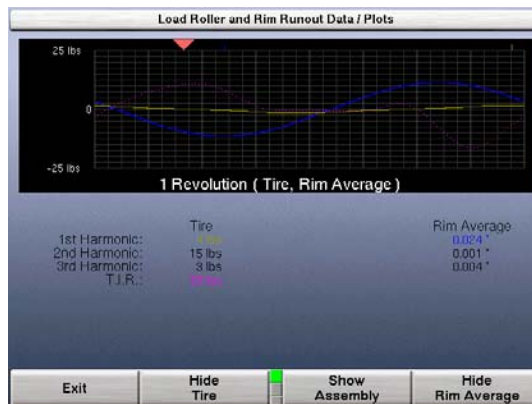 Load Roller and Rim Runout Data / Plots
25 lbs
0
-25 lbs
1 Revolution ( Tire, Rim Average )
Tire Rim Average
1st Harmonic: lbs 0.024 "
2nd Harmonic: 15 lbs 0.001 "
3rd Harmonic: 3 lbs 0.004 "
T.I.R.: lbs
Exit
Hide Tire
Show Assembly
Hide Rim Average